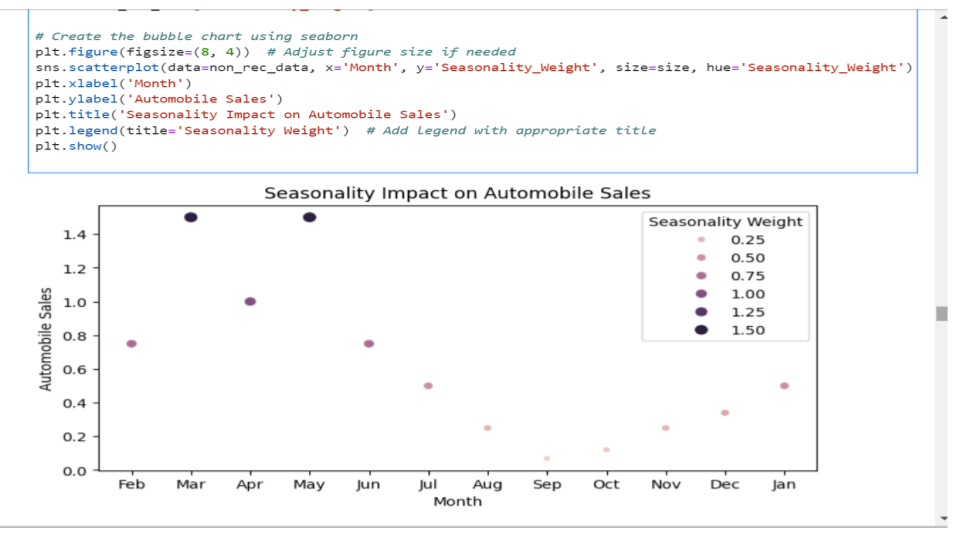 # Create the bubble chart using seaborn
plt.figure(figsize=(8, 4))  # Adjust figure size if needed
sns.scatterplot(data=non_rec_data, x='Month', y='Seasonality_Weight', size=size, hue='Seasonality_Weight')
plt.xlabel('Month')
plt.ylabel('Automobile Sales')
plt.title('Seasonality Impact on Automobile Sales')
plt.legend(title='Seasonality Weight')  # Add legend with appropriate title
plt.show()
Seasonality Impact on Automobile Sales
Seasonality Weight
0.25
0.50
0.75
1.00
1.25
1.50
Automobile Sales
1.4
1.2
1.0
0.8
0.6
0.4
0.2
0.0
Feb Mar Apr May Jun Jul Aug Sep Oct Nov Dec Jan
Month